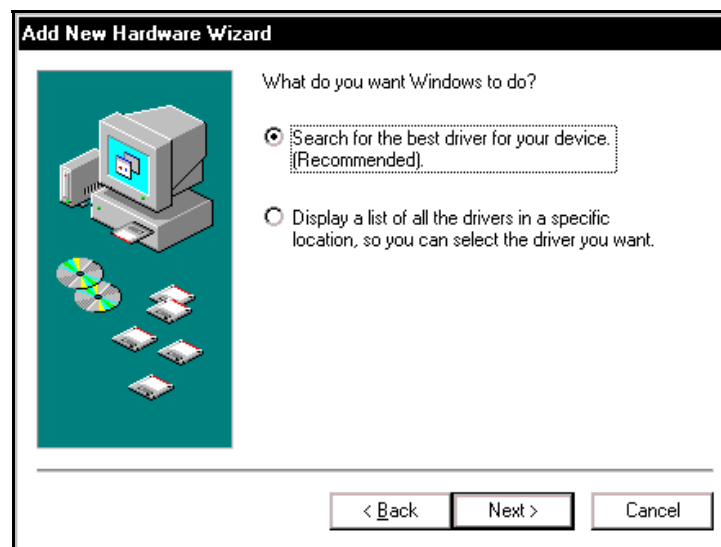 Add New Hardware Wizard
What do you want Windows to do?
Search for the best driver for your device.
(Recommended).
Display a list of all the drivers in a specific
location, so you can select the driver you want.
< Back
Next >
Cancel